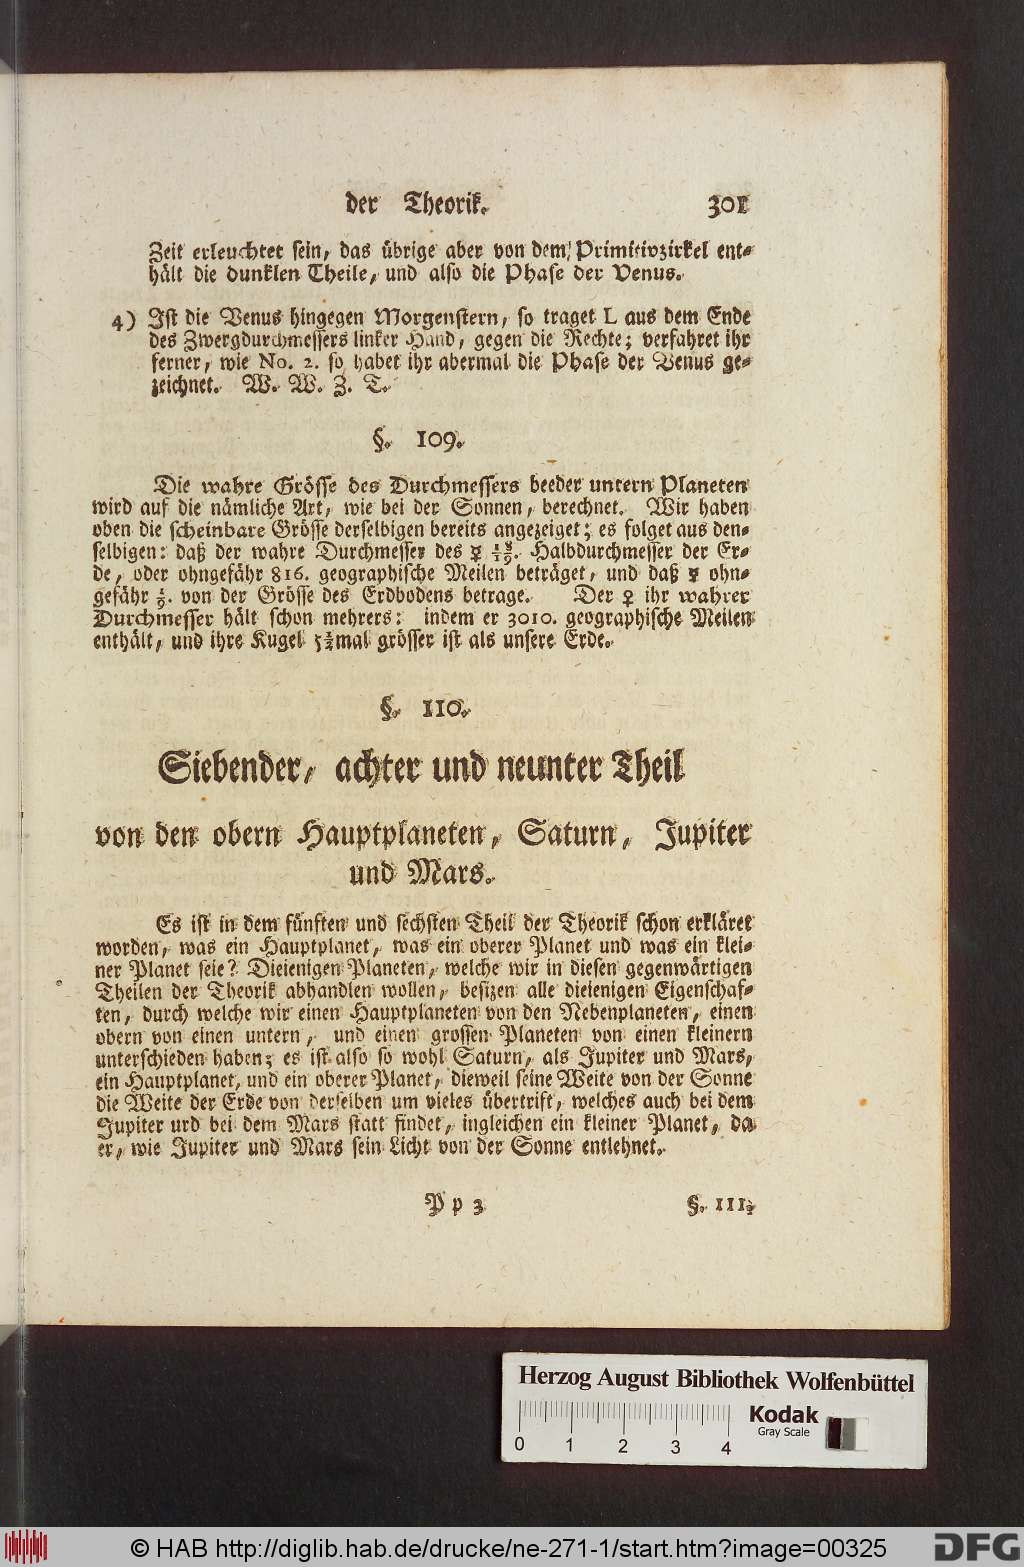 der Theorik. 301
Zeit erleuchtet sein, das übrige aber von dem Primitivzirkel ent-
hält die dunklen Theile, und also die Phase der Venus.
4) Ist die Venus hingegen Morgenstern, so traget L aus dem Ende
des Zwergdurchmessers linker Hand, gegen die Rechte; verfahret ihr
ferner, wie No. 2. so habet ihr abermal die Phase der Venus ge-
zeichnet. W. W. Z. T.
§. 109.
Die wahre Grösse des Durchmessers beeder untern Planeten
wird auf die nämliche Art, wie bei der Sonnen, berechnet. Wir haben
oben die scheinbare Grösse derselbigen bereits angezeiget; es folget aus den-
selbigen: daß der wahre Durchmesser des ☿ Halbdurchmesser der Er-
de, oder ohngefähr 816. geographische Meilen beträget, und daß ☿ ohn-
gefähr von der Grösse des Erdbodens betrage. Der ♀ ihr wahrer
Durchmesser hält schon mehrers: indem er 3010. geographische Meilen
enthält, und ihre Kugel mal grösser ist als unsere Erde.
§. 110.
Siebender, achter und neunter Theil
von den obern Hauptplaneten, Saturn, Jupiter
und Mars.
Es ist in dem fünften und sechsten Theil der Theorik schon erkläret
worden, was ein Hauptplanet, was ein oberer Planet und was ein klei-
ner Planet seie? Dieienigen Planeten, welche wir in diesen gegenwärtigen
Theilen der Theorik abhandlen wollen, besizen alle dieienigen Eigenschaf-
ten, durch welche wir einen Hauptplaneten von den Nebenplaneten, einen
obern von einen untern, und einen grossen Planeten von einen kleinern
unterschieden haben; es ist also so wohl Saturn, als Jupiter und Mars,
ein Hauptplanet, und ein oberer Planet, dieweil seine Weite von der Sonne
die Weite der Erde von derselben um vieles übertrift, welches auch bei dem
Jupiter urd bei dem Mars statt findet, ingleichen ein kleiner Planet, da
er, wie Jupiter und Mars sein Licht von der Sonne entlehnet.
Pp 3 §. 111.
Herzog August Bibliothek Wolfenbüttel
Kodak
Gray Scale
0 1 2 3 4
© HAB http://diglib.hab.de/drucke/ne-271-1/start.htm?image=00325
DFG